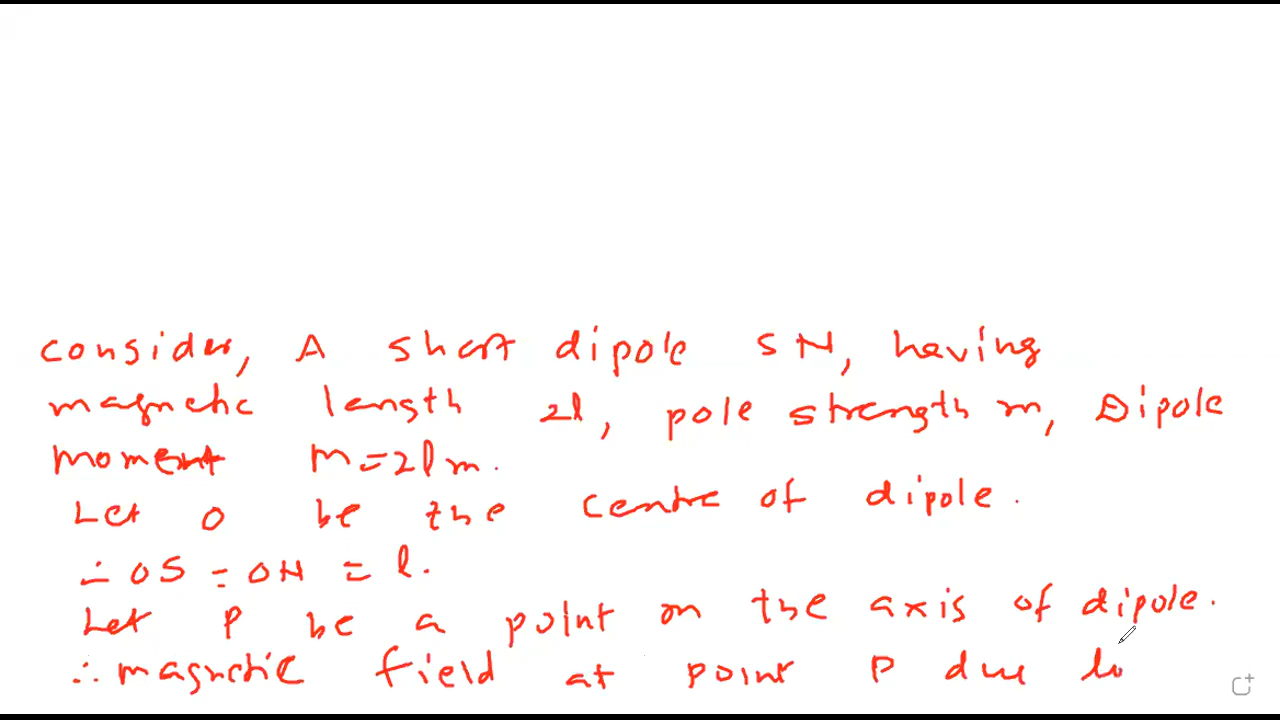 consider, A short dipole SN, having
magnetic length 2l, pole strength m, Dipole
moment M=2lm.
Let O be the centre of dipole.
∴ OS = ON = l.
Let P be a point on the axis of dipole.
∴ magnetic field at point P due to